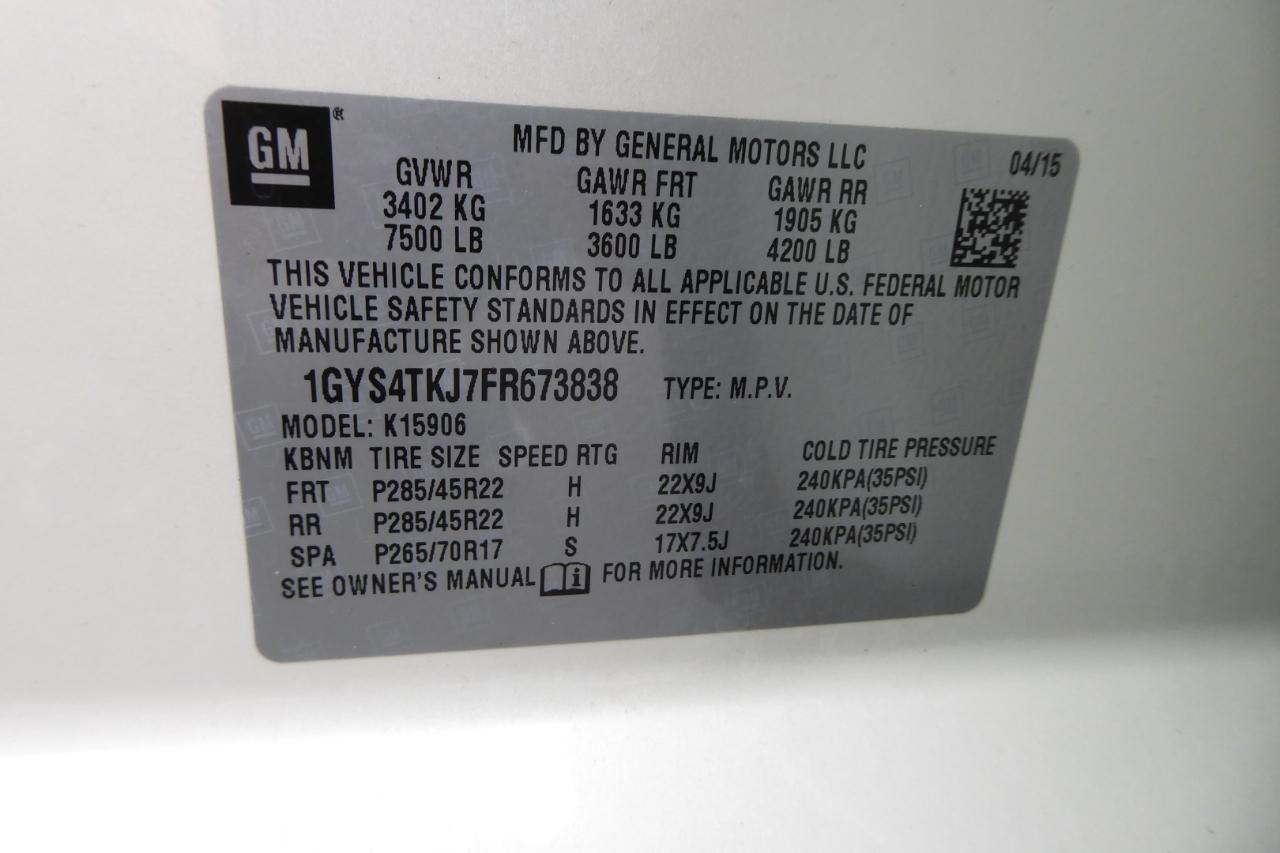 GM®
MFD BY GENERAL MOTORS LLC 04/15
GVWR GAWR FRT GAWR RR
3402 KG 1633 KG 1905 KG
7500 LB 3600 LB 4200 LB
THIS VEHICLE CONFORMS TO ALL APPLICABLE U.S. FEDERAL MOTOR
VEHICLE SAFETY STANDARDS IN EFFECT ON THE DATE OF
MANUFACTURE SHOWN ABOVE.
1GYS4TKJ7FR673838 TYPE: M.P.V.
MODEL: K15906
KBNM TIRE SIZE SPEED RTG RIM COLD TIRE PRESSURE
FRT P285/45R22 H 22X9J 240KPA(35PSI)
RR P285/45R22 H 22X9J 240KPA(35PSI)
SPA P265/70R17 S 17X7.5J 240KPA(35PSI)
SEE OWNER'S MANUAL i FOR MORE INFORMATION.